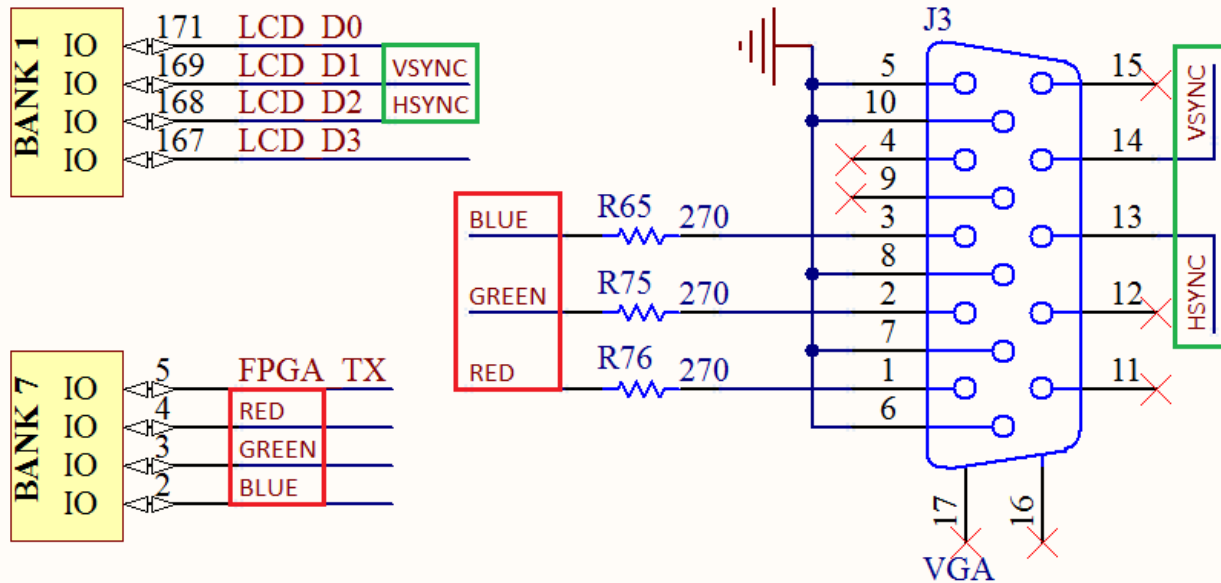 BANK 1
IO 171 LCD D0
IO 169 LCD D1 VSYNC
IO 168 LCD D2 HSYNC
IO 167 LCD D3
BANK 7
IO 5 FPGA TX
IO 4 RED
IO 3 GREEN
IO 2 BLUE
BLUE R65 270
GREEN R75 270
RED R76 270
J3
5
10
4
9
3
8
2
7
1
6
15
14
13
12
11
VSYNC
HSYNC
17
16
VGA